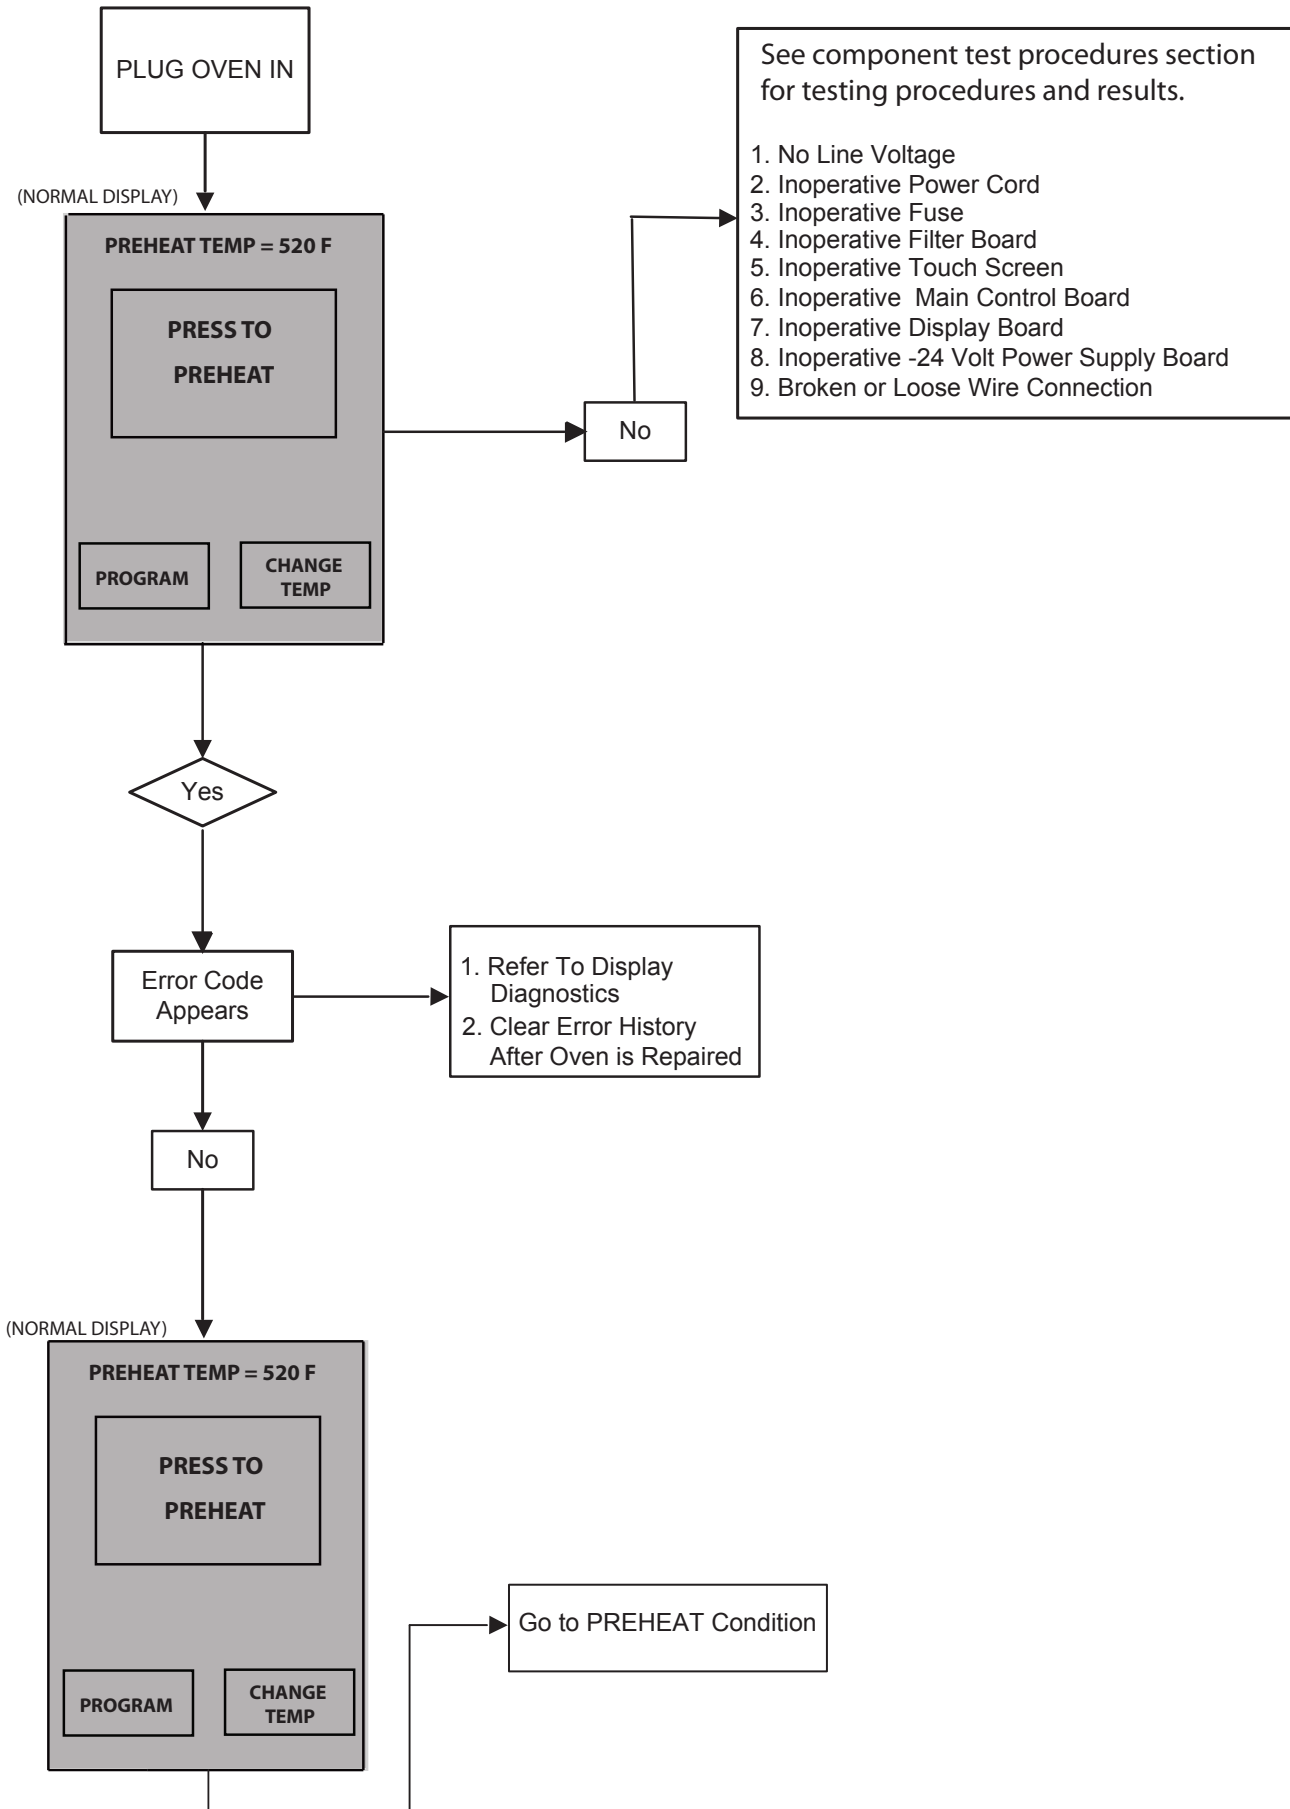 PLUG OVEN IN
See component test procedures section
for testing procedures and results.
1. No Line Voltage
2. Inoperative Power Cord
3. Inoperative Fuse
4. Inoperative Filter Board
5. Inoperative Touch Screen
6. Inoperative Main Control Board
7. Inoperative Display Board
8. Inoperative -24 Volt Power Supply Board
9. Broken or Loose Wire Connection
(NORMAL DISPLAY)
PREHEAT TEMP = 520 F
PRESS TO
PREHEAT
No
PROGRAM
CHANGE
TEMP
Yes
Error Code
Appears
1. Refer To Display
Diagnostics
2. Clear Error History
After Oven is Repaired
No
(NORMAL DISPLAY)
PREHEAT TEMP = 520 F
PRESS TO
PREHEAT
Go to PREHEAT Condition
PROGRAM
CHANGE
TEMP